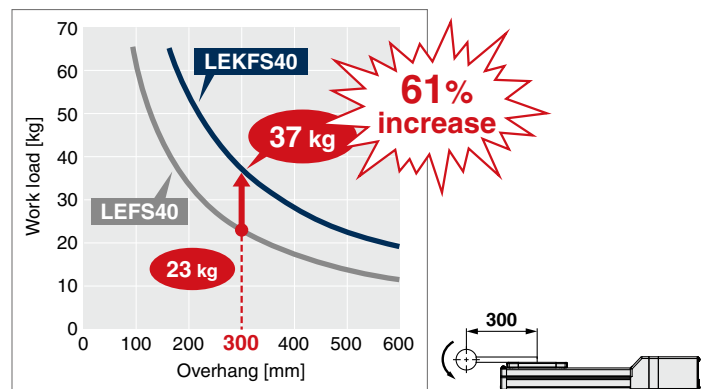 70
60
50
40
30
20
10
0
Work load [kg]
LEKFS40
LEFS40
61%
increase
37 kg
23 kg
0 100 200 300 400 500 600
Overhang [mm]
300